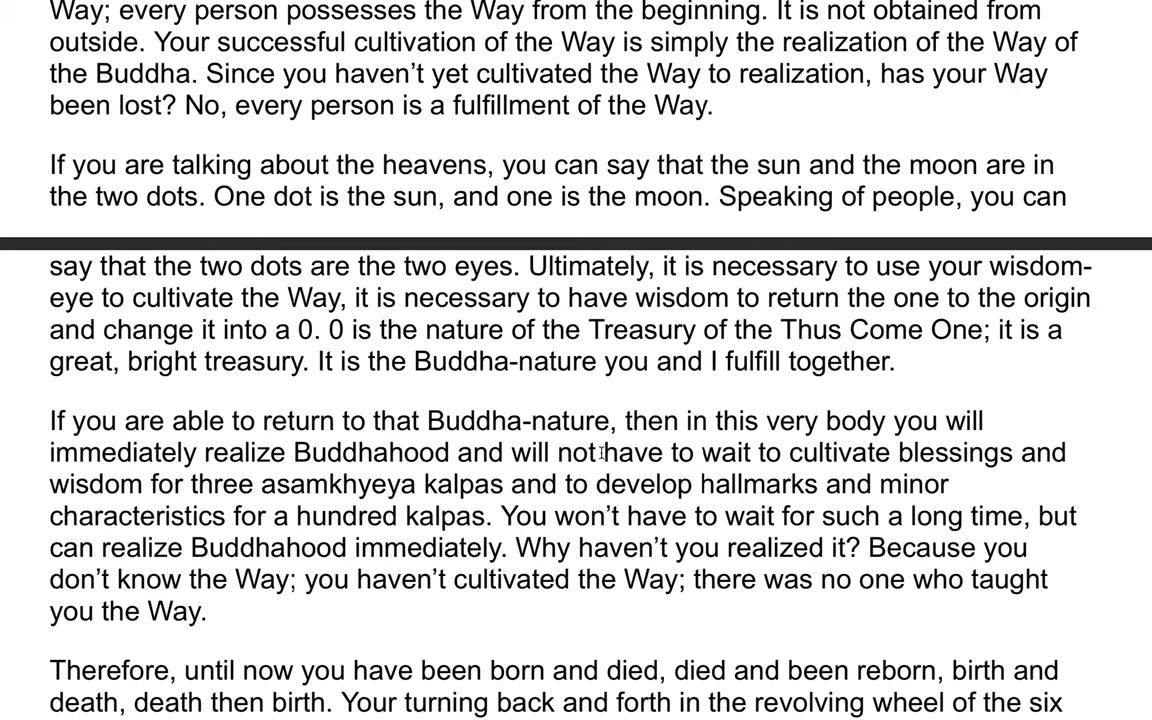 Way; every person possesses the Way from the beginning. It is not obtained from
outside. Your successful cultivation of the Way is simply the realization of the Way of
the Buddha. Since you haven’t yet cultivated the Way to realization, has your Way
been lost? No, every person is a fulfillment of the Way.
If you are talking about the heavens, you can say that the sun and the moon are in
the two dots. One dot is the sun, and one is the moon. Speaking of people, you can
say that the two dots are the two eyes. Ultimately, it is necessary to use your wisdom-
eye to cultivate the Way, it is necessary to have wisdom to return the one to the origin
and change it into a 0. 0 is the nature of the Treasury of the Thus Come One; it is a
great, bright treasury. It is the Buddha-nature you and I fulfill together.
If you are able to return to that Buddha-nature, then in this very body you will
immediately realize Buddhahood and will not have to wait to cultivate blessings and
wisdom for three asamkhyeya kalpas and to develop hallmarks and minor
characteristics for a hundred kalpas. You won’t have to wait for such a long time, but
can realize Buddhahood immediately. Why haven’t you realized it? Because you
don’t know the Way; you haven’t cultivated the Way; there was no one who taught
you the Way.
Therefore, until now you have been born and died, died and been reborn, birth and
death, death then birth. Your turning back and forth in the revolving wheel of the six